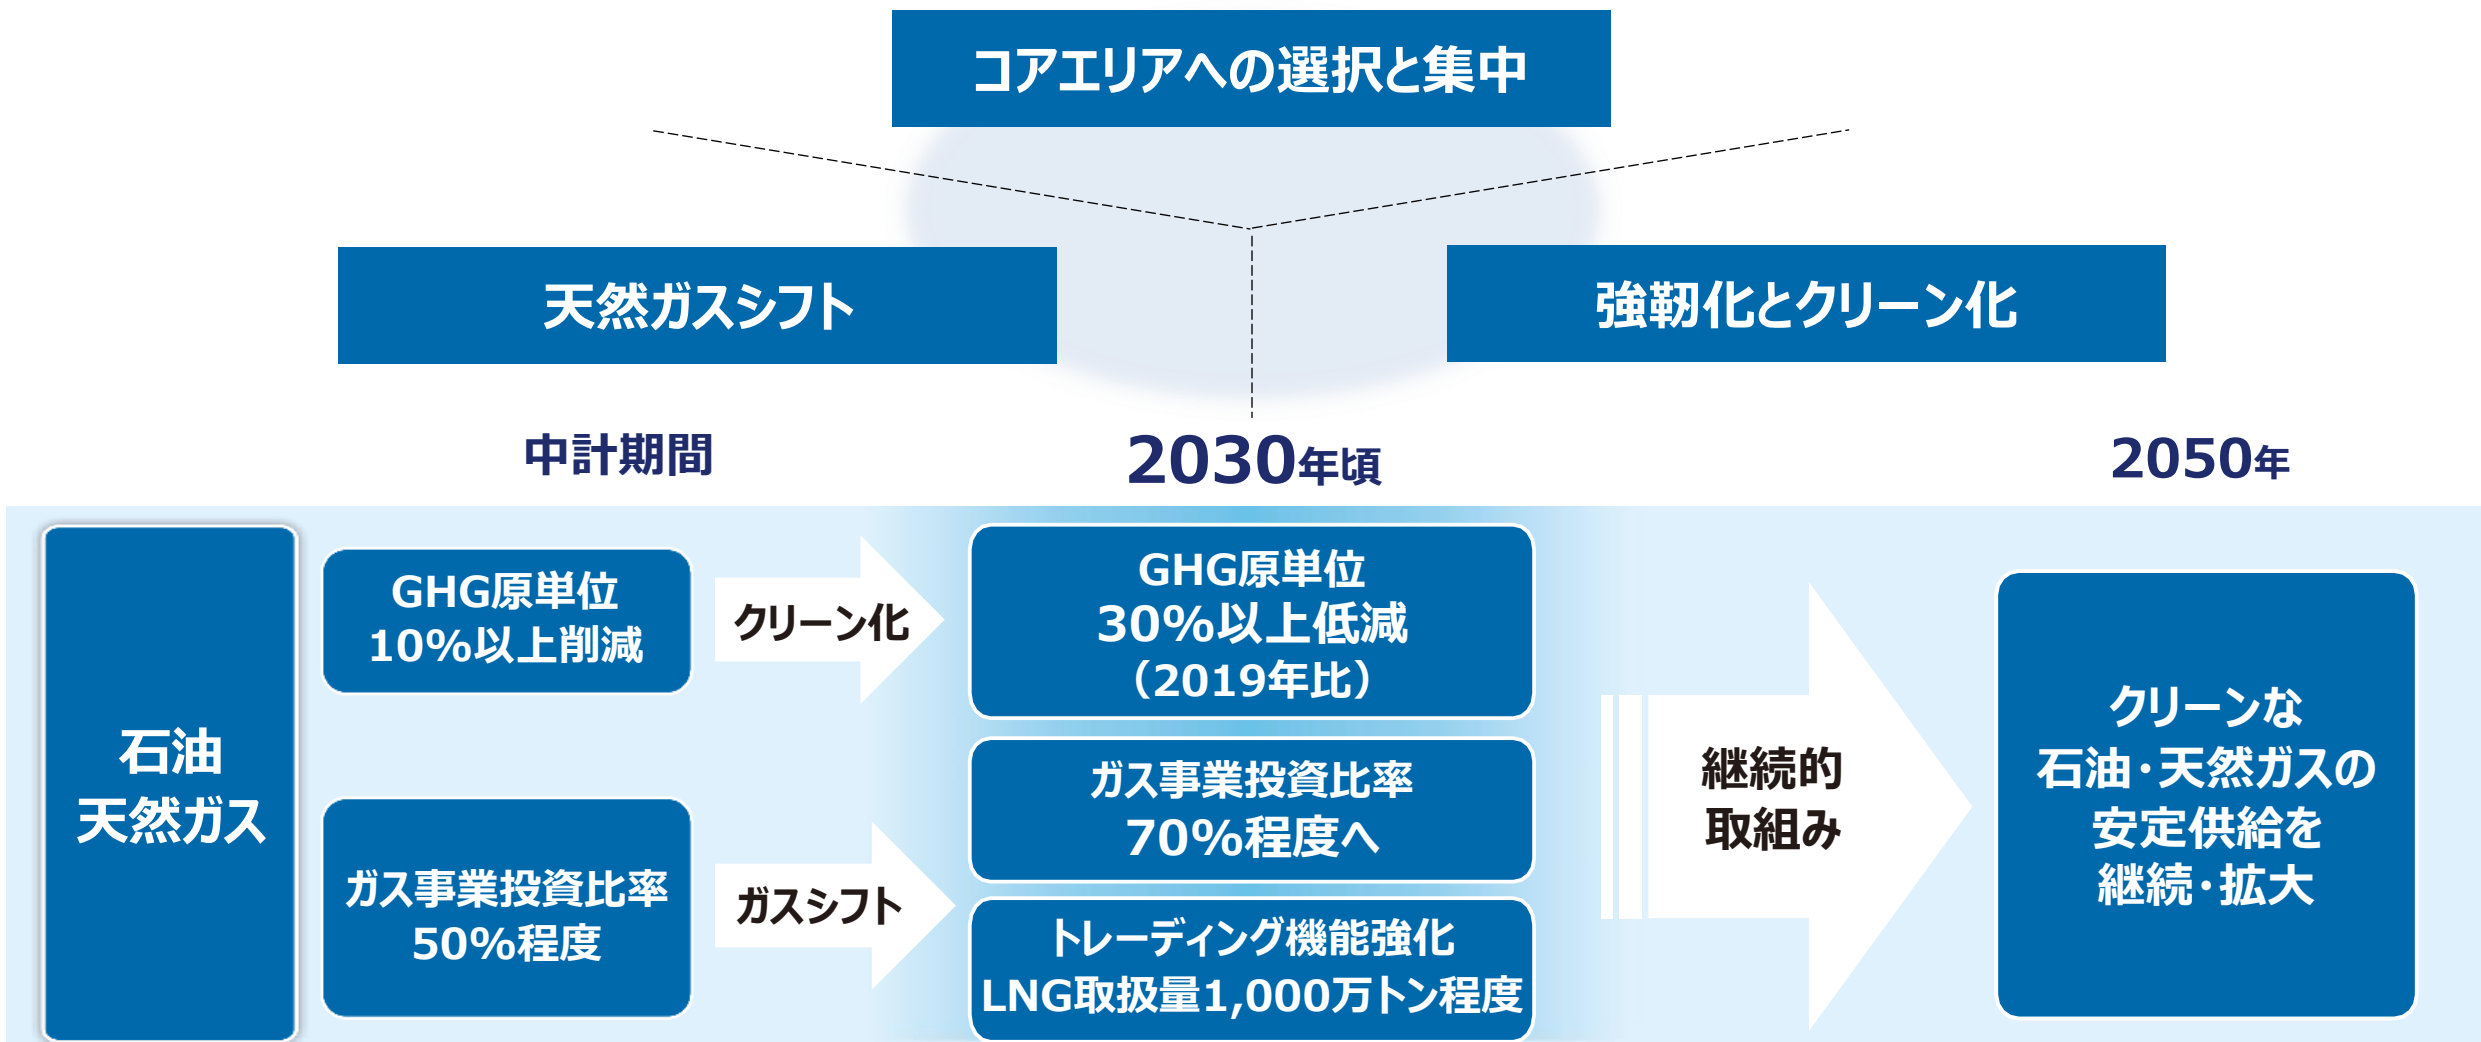 コアエリアへの選択と集中
天然ガスシフト
強靭化とクリーン化
中計期間
2030年頃
2050年
石油
天然ガス
GHG原単位
10%以上削減
クリーン化
GHG原単位
30%以上低減
（2019年比）
ガス事業投資比率
50%程度
ガスシフト
ガス事業投資比率
70%程度へ
トレーディング機能強化
LNG取扱量1,000万トン程度
継続的
取組み
クリーンな
石油・天然ガスの
安定供給を
継続・拡大